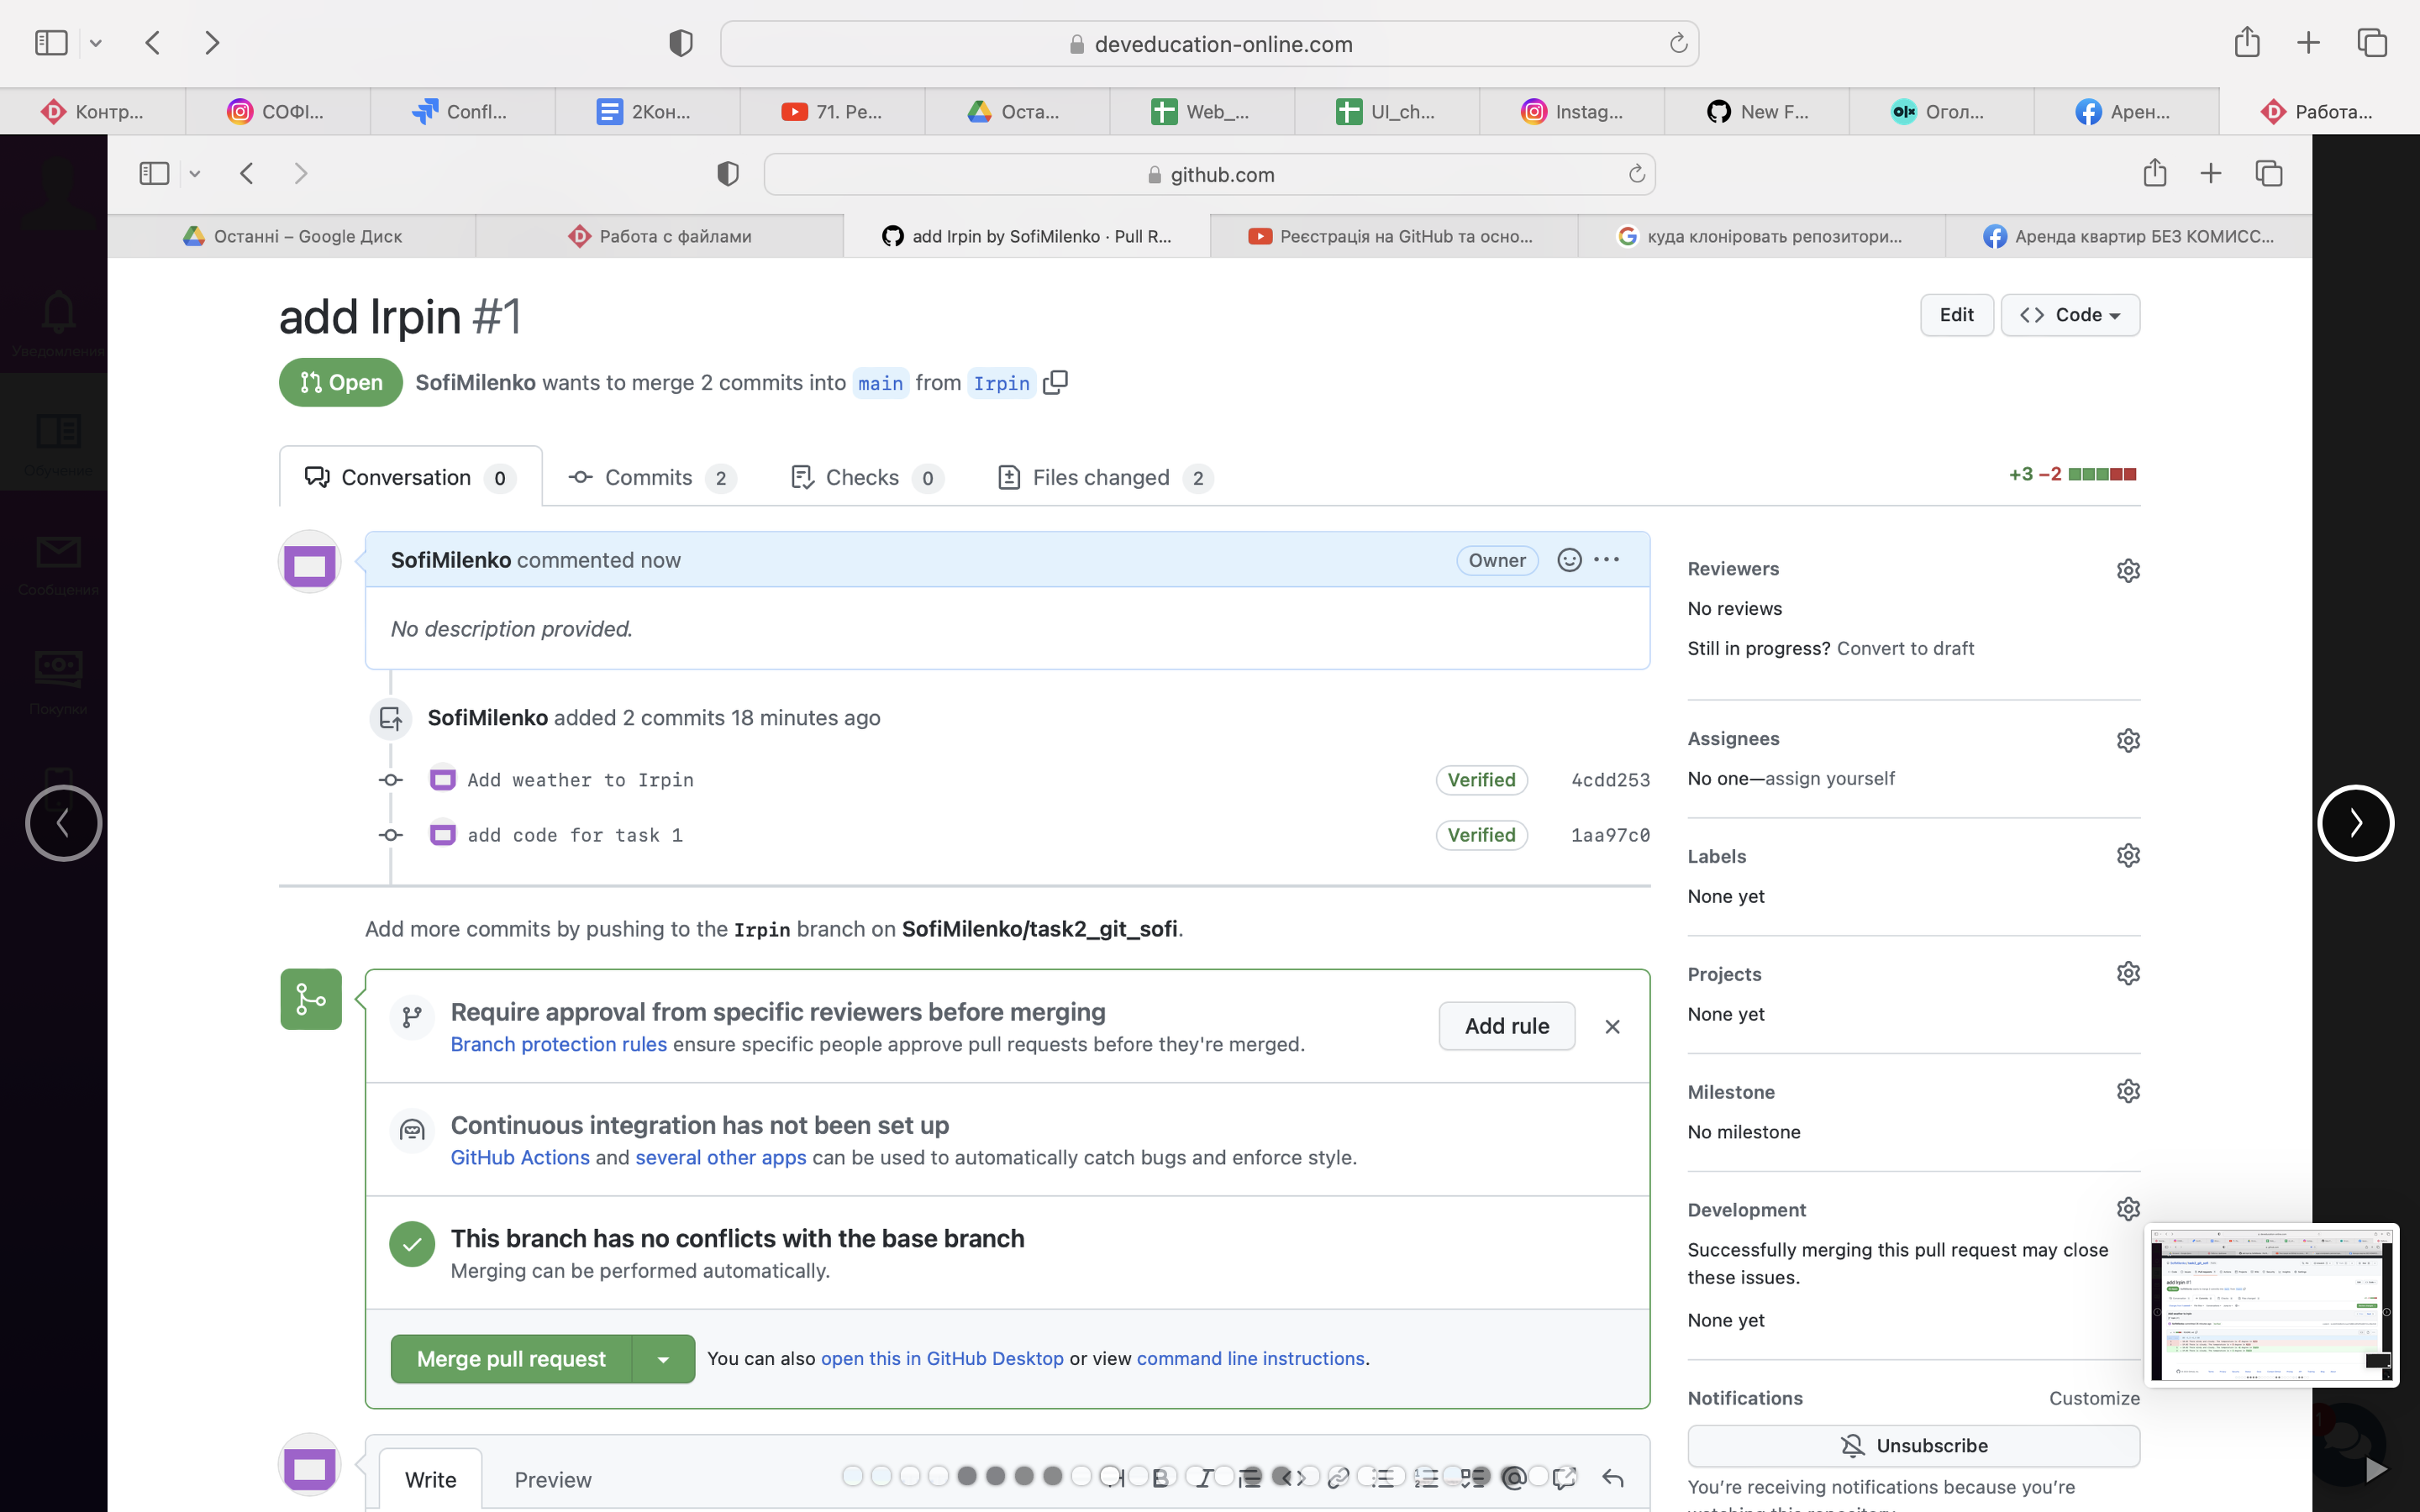 deveducation-online.com
Контр...
СОФІ...
Confl...
2Кон...
71. Ре...
Оста...
Web_...
UI_ch...
Instag...
New F...
olx
Огол...
Арен...
Работа...
github.com
Останні – Google Диск
Работа с файлами
add Irpin by SofiMilenko · Pull R...
Реєстрація на GitHub та осно...
куда клоніровать репозитори...
Аренда квартир БЕЗ КОМИСС...
Уведомления
Обучение
Сообщения
Покупки
add Irpin #1
Edit
Code
Open
SofiMilenko wants to merge 2 commits into main from Irpin
Conversation 0
Commits 2
Checks 0
Files changed 2
+3 −2
SofiMilenko commented now
Owner
No description provided.
SofiMilenko added 2 commits 18 minutes ago
Add weather to Irpin
Verified
4cdd253
add code for task 1
Verified
1aa97c0
Add more commits by pushing to the Irpin branch on SofiMilenko/task2_git_sofi.
Require approval from specific reviewers before merging
Branch protection rules ensure specific people approve pull requests before they're merged.
Add rule
Continuous integration has not been set up
GitHub Actions and several other apps can be used to automatically catch bugs and enforce style.
This branch has no conflicts with the base branch
Merging can be performed automatically.
Merge pull request
You can also open this in GitHub Desktop or view command line instructions.
Write
Preview
Reviewers
No reviews
Still in progress? Convert to draft
Assignees
No one—assign yourself
Labels
None yet
Projects
None yet
Milestone
No milestone
Development
Successfully merging this pull request may close
these issues.
None yet
Notifications
Customize
Unsubscribe
You're receiving notifications because you're
1